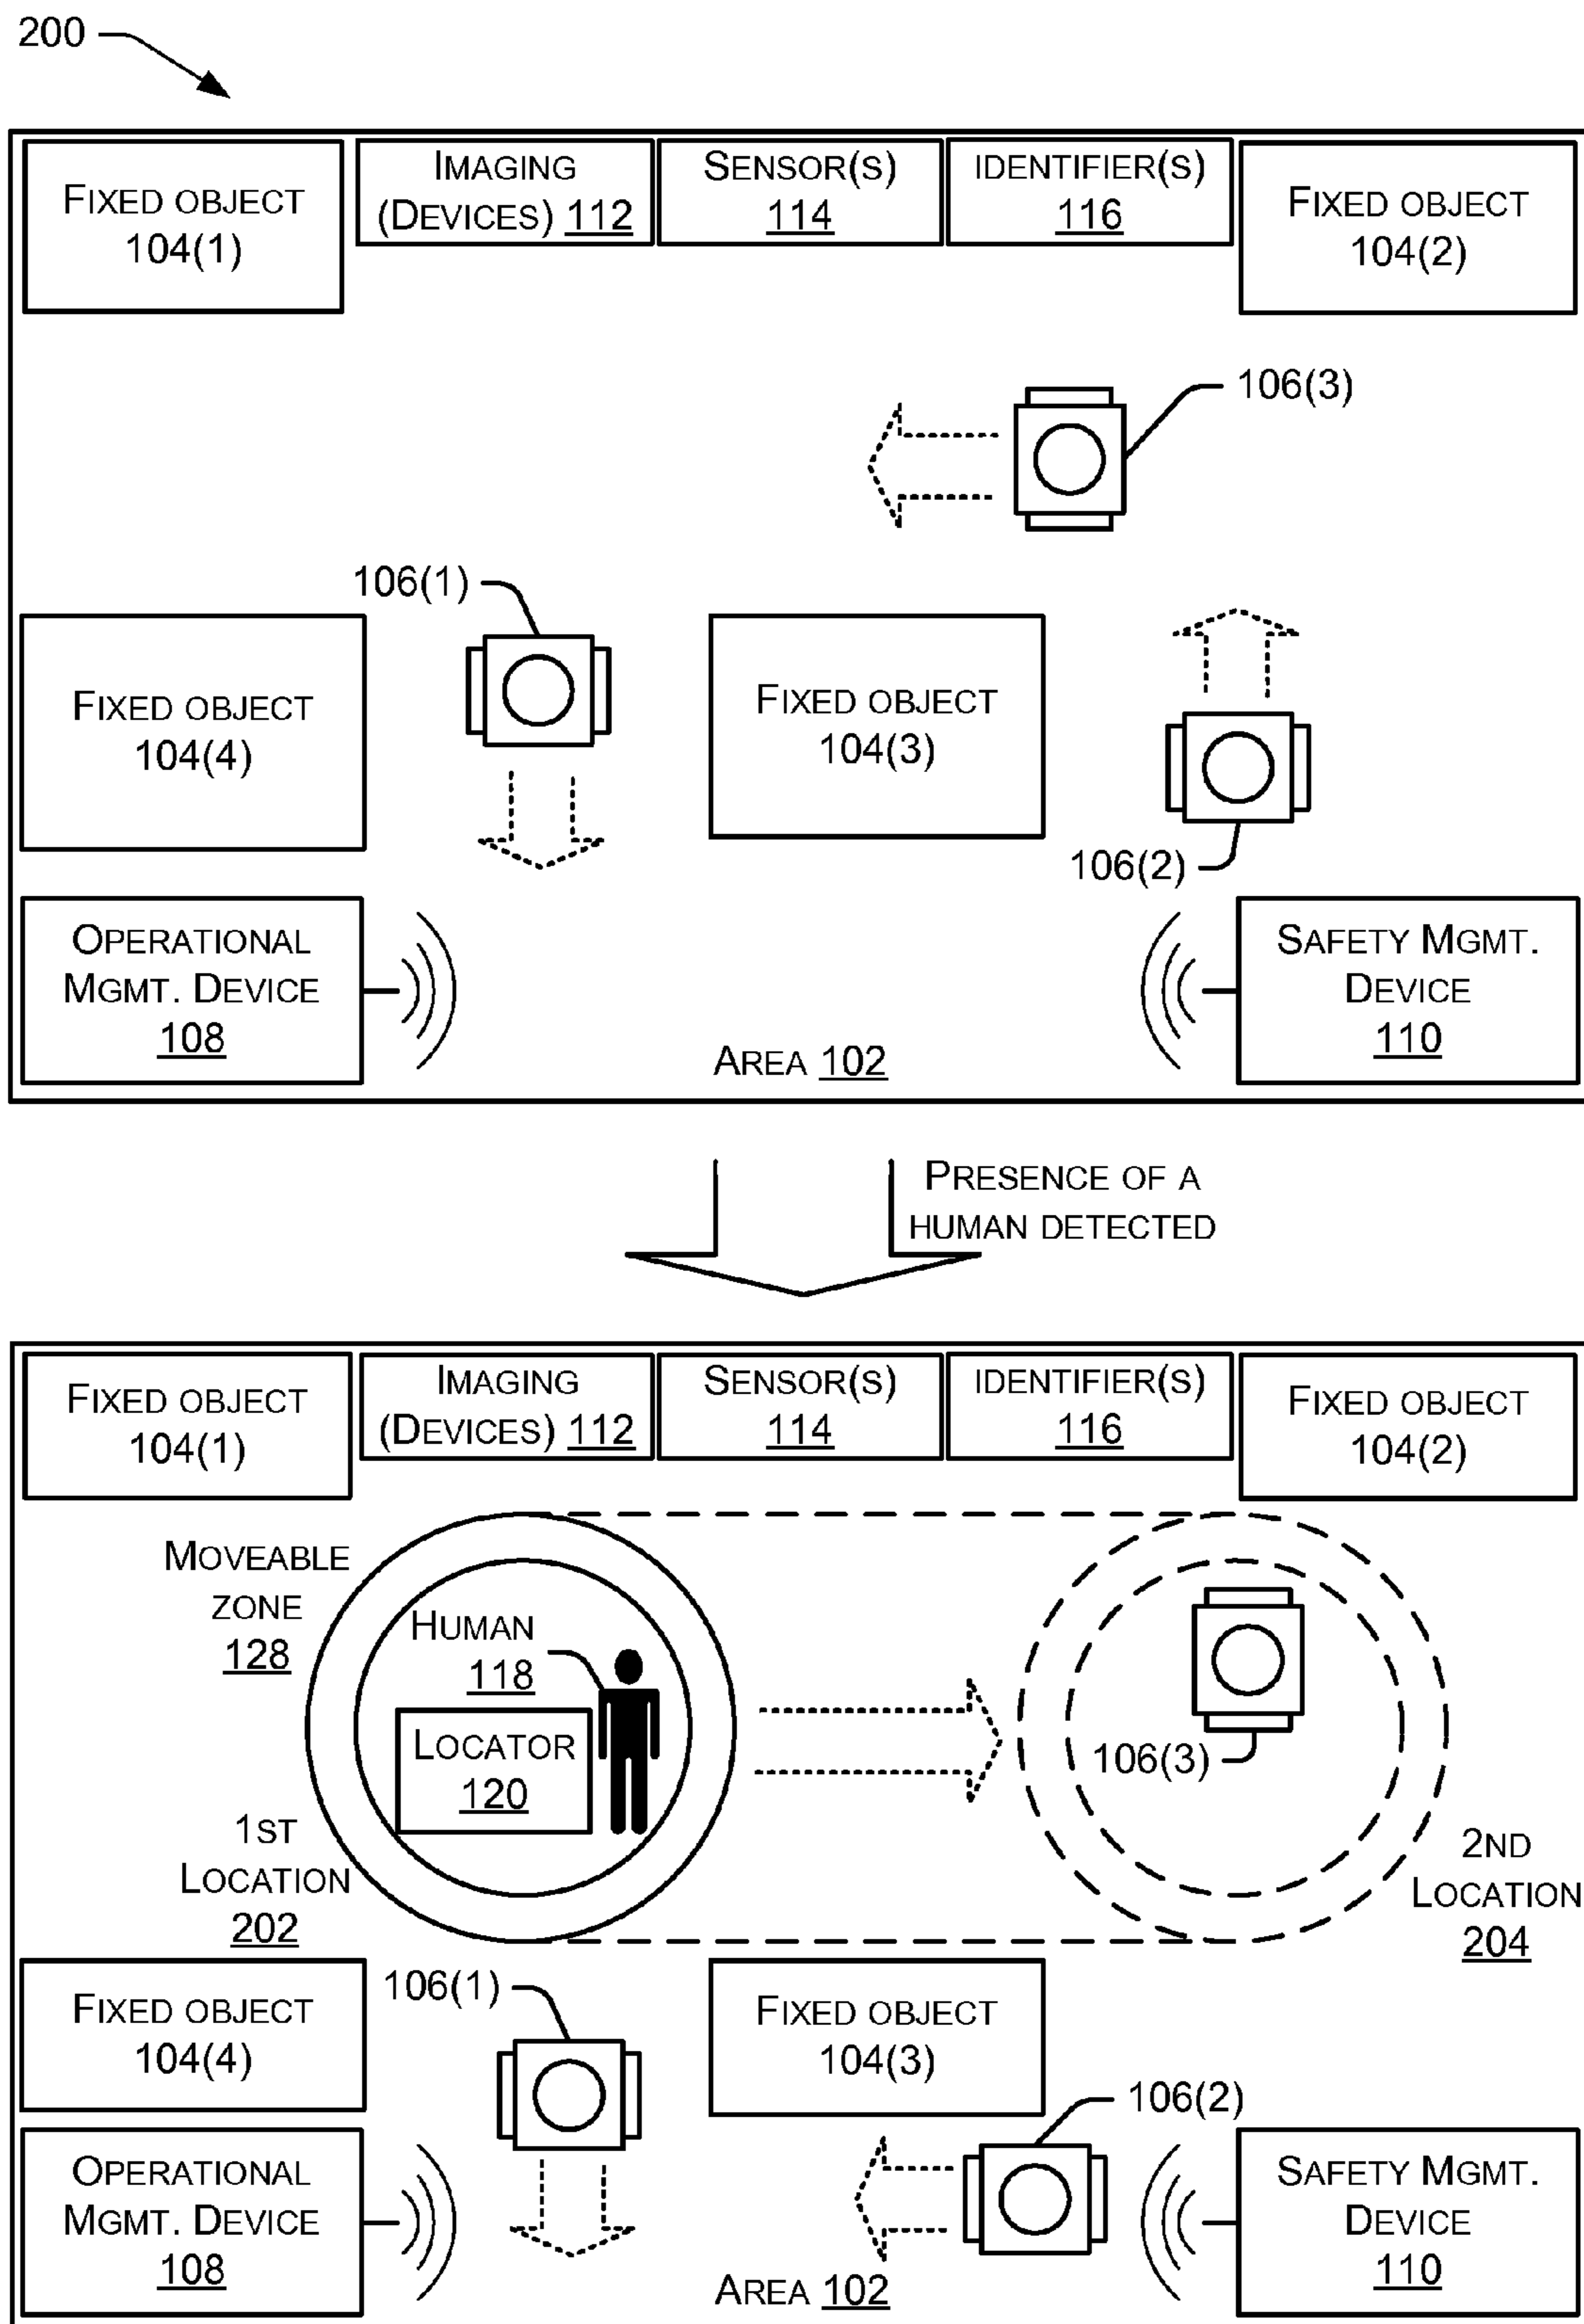 200
FIXED OBJECT
104(1)
IMAGING
(DEVICES) 112
SENSOR(S)
114
IDENTIFIER(S)
116
FIXED OBJECT
104(2)
106(3)
106(1)
FIXED OBJECT
104(4)
FIXED OBJECT
104(3)
106(2)
OPERATIONAL
MGMT. DEVICE
108
AREA 102
SAFETY MGMT.
DEVICE
110
PRESENCE OF A
HUMAN DETECTED
FIXED OBJECT
104(1)
IMAGING
(DEVICES) 112
SENSOR(S)
114
IDENTIFIER(S)
116
FIXED OBJECT
104(2)
MOVEABLE
ZONE
128
HUMAN
118
LOCATOR
120
106(3)
1ST
LOCATION
202
2ND
LOCATION
204
FIXED OBJECT
104(4)
106(1)
FIXED OBJECT
104(3)
106(2)
OPERATIONAL
MGMT. DEVICE
108
AREA 102
SAFETY MGMT.
DEVICE
110